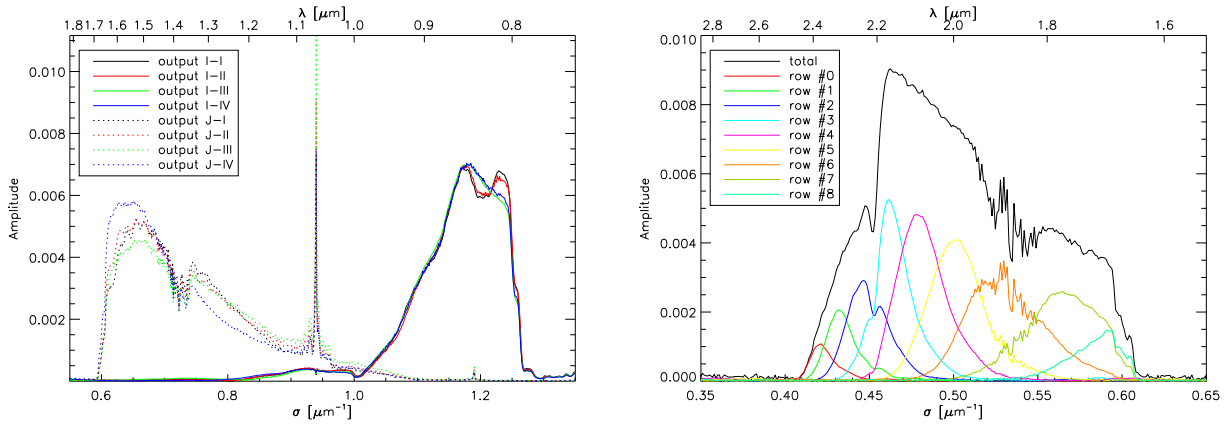 λ [μm]
1.8 1.7 1.6 1.5 1.4 1.3 1.2 1.1 1.0 0.9 0.8
0.010
0.008
0.006
0.004
0.002
Amplitude
output I-I
output I-II
output I-III
output I-IV
output J-I
output J-II
output J-III
output J-IV
0.6 0.8 1.0 1.2
σ [μm⁻¹]
λ [μm]
2.8 2.6 2.4 2.2 2.0 1.8 1.6
0.010
0.008
0.006
0.004
0.002
0.000
Amplitude
total
row #0
row #1
row #2
row #3
row #4
row #5
row #6
row #7
row #8
0.35 0.40 0.45 0.50 0.55 0.60 0.65
σ [μm⁻¹]